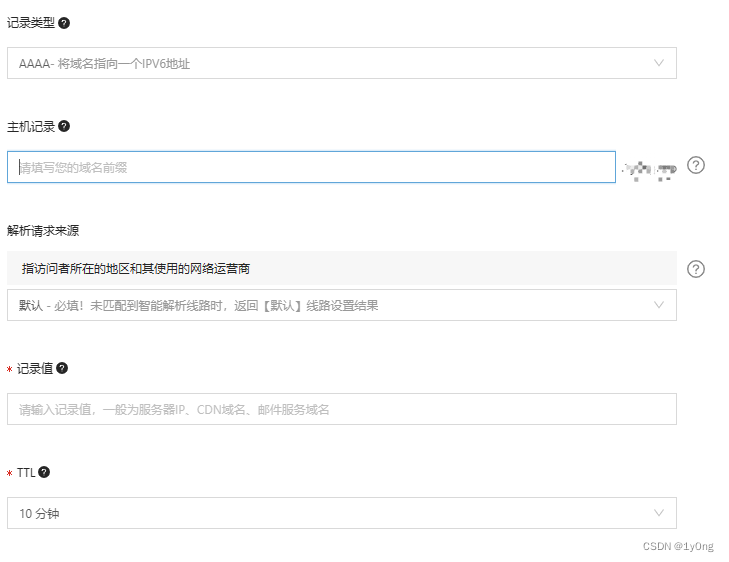 记录类型 ?
AAAA- 将域名指向一个IPV6地址
主机记录 ?
请填写您的域名前缀
?
解析请求来源
指访问者所在的地区和其使用的网络运营商
?
默认 - 必填！未匹配到智能解析线路时，返回【默认】线路设置结果
* 记录值 ?
请输入记录值，一般为服务器IP、CDN域名、邮件服务域名
* TTL ?
10 分钟
CSDN @1y0ng